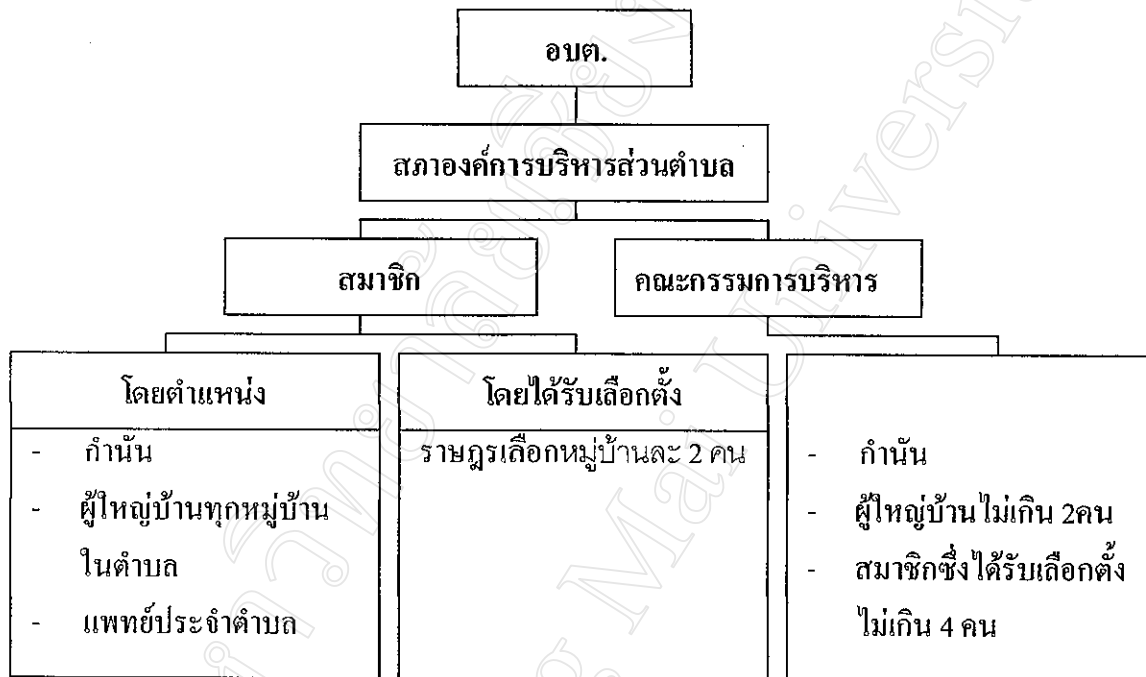 อบต.
สภาองค์การบริหารส่วนตำบล
สมาชิก
คณะกรรมการบริหาร
โดยตำแหน่ง
- กำนัน
- ผู้ใหญ่บ้านทุกหมู่บ้าน
ในตำบล
- แพทย์ประจำตำบล
โดยได้รับเลือกตั้ง
ราษฎรเลือกหมู่บ้านละ 2 คน
- กำนัน
- ผู้ใหญ่บ้านไม่เกิน 2คน
- สมาชิกซึ่งได้รับเลือกตั้ง
ไม่เกิน 4 คน